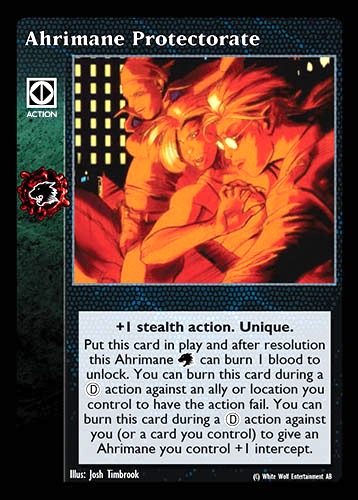 Ahrimane Protectorate
ACTION
+1 stealth action. Unique.
Put this card in play and after resolution
this Ahrimane can burn 1 blood to
unlock. You can burn this card during a
Ⓓ action against an ally or location you
control to have the action fail. You can
burn this card during a Ⓓ action against
you (or a card you control) to give an
Ahrimane you control +1 intercept.
Illus: Josh Timbrook
(C) White Wolf Entertainment AB